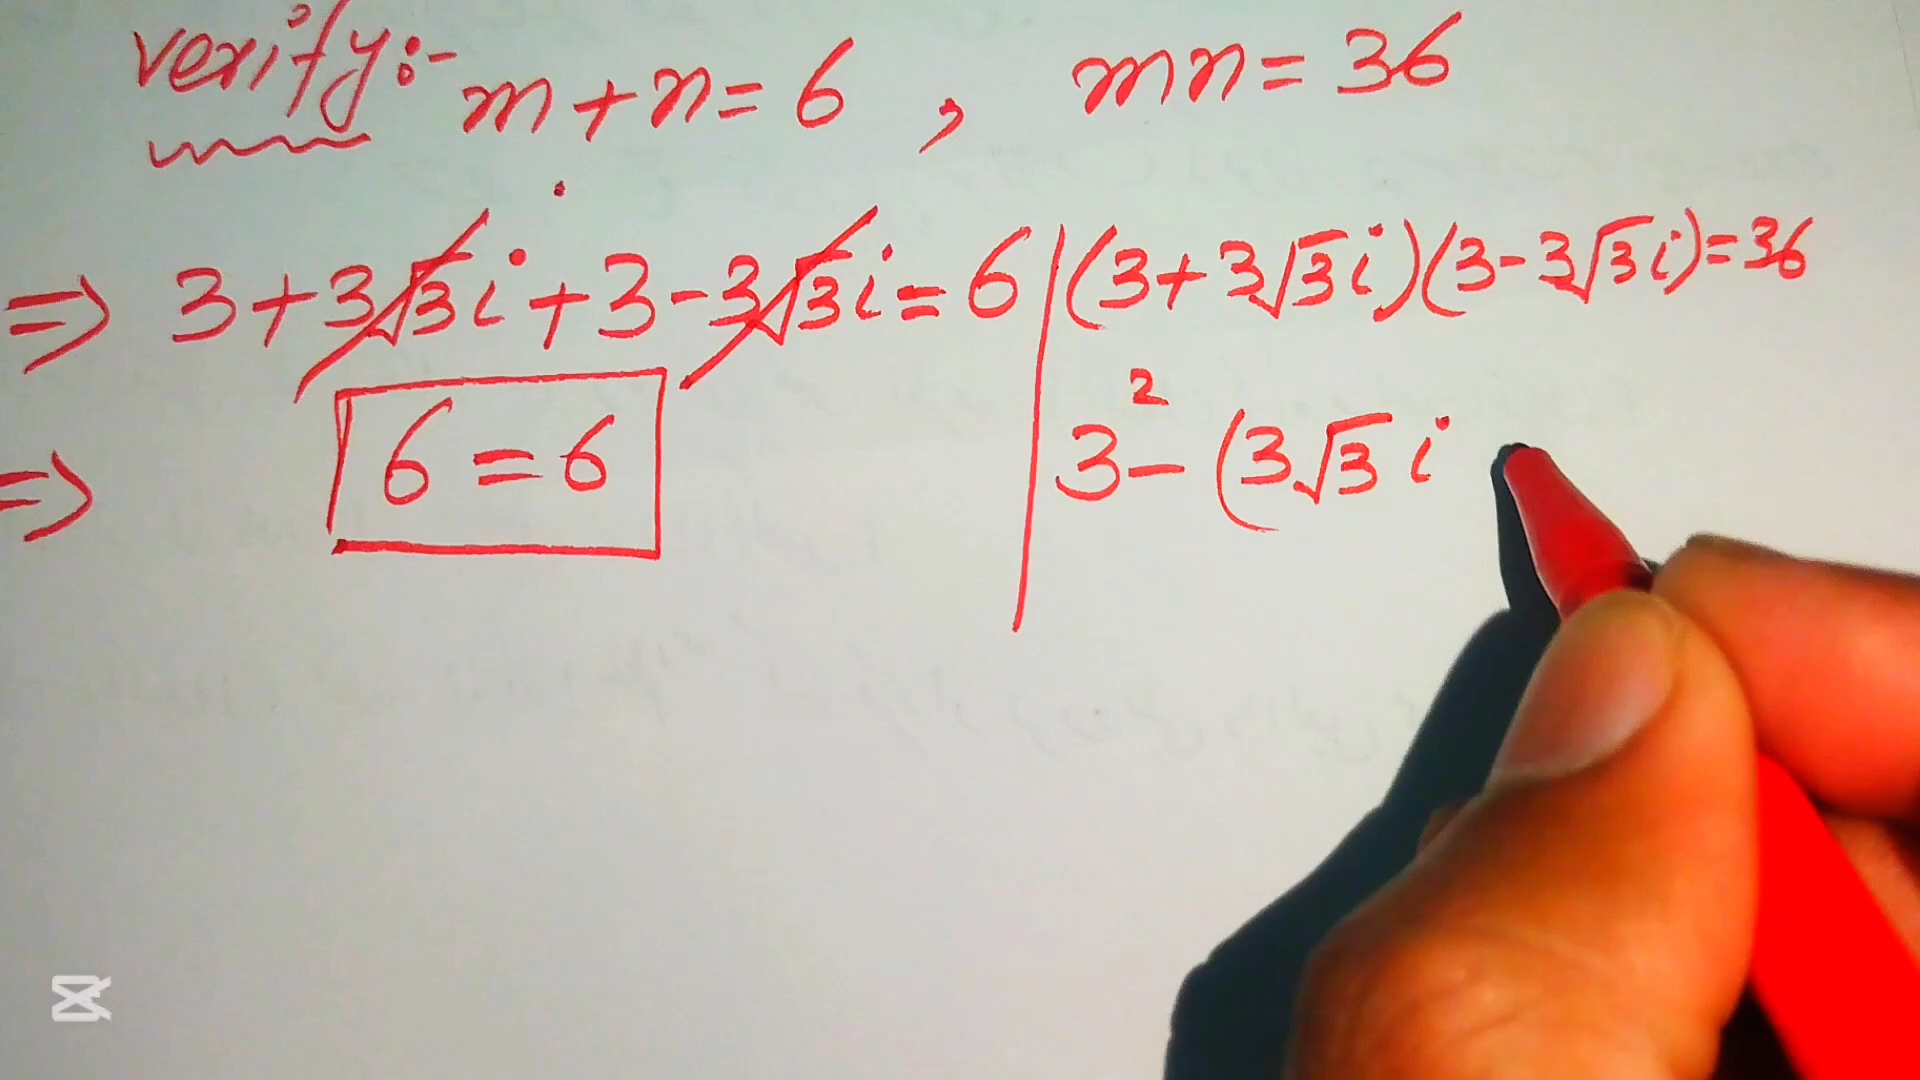 verify:- m+n=6, mn=36
⇒ 3+3√3i+3-3√3i=6 | (3+3√3i)(3-3√3i)=36
⇒ 6=6 3²-(3√3i